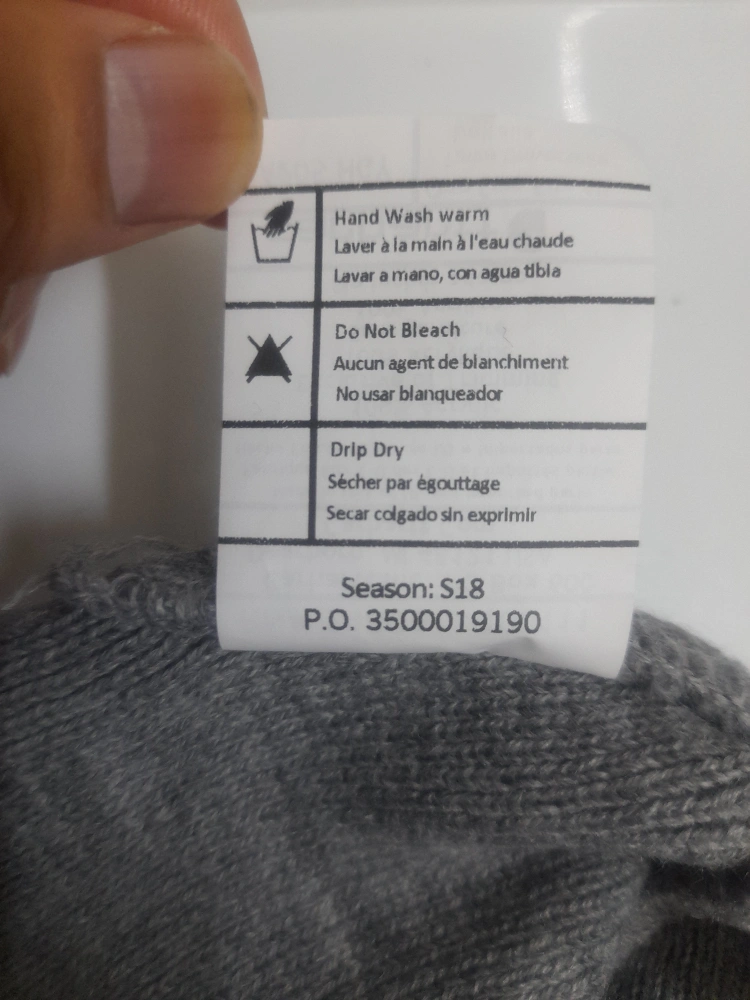 Hand Wash warm
Laver à la main à l'eau chaude
Lavar a mano, con agua tibia
Do Not Bleach
Aucun agent de blanchiment
No usar blanqueador
Drip Dry
Sécher par égouttage
Secar colgado sin exprimir
Season: S18
P.O. 3500019190